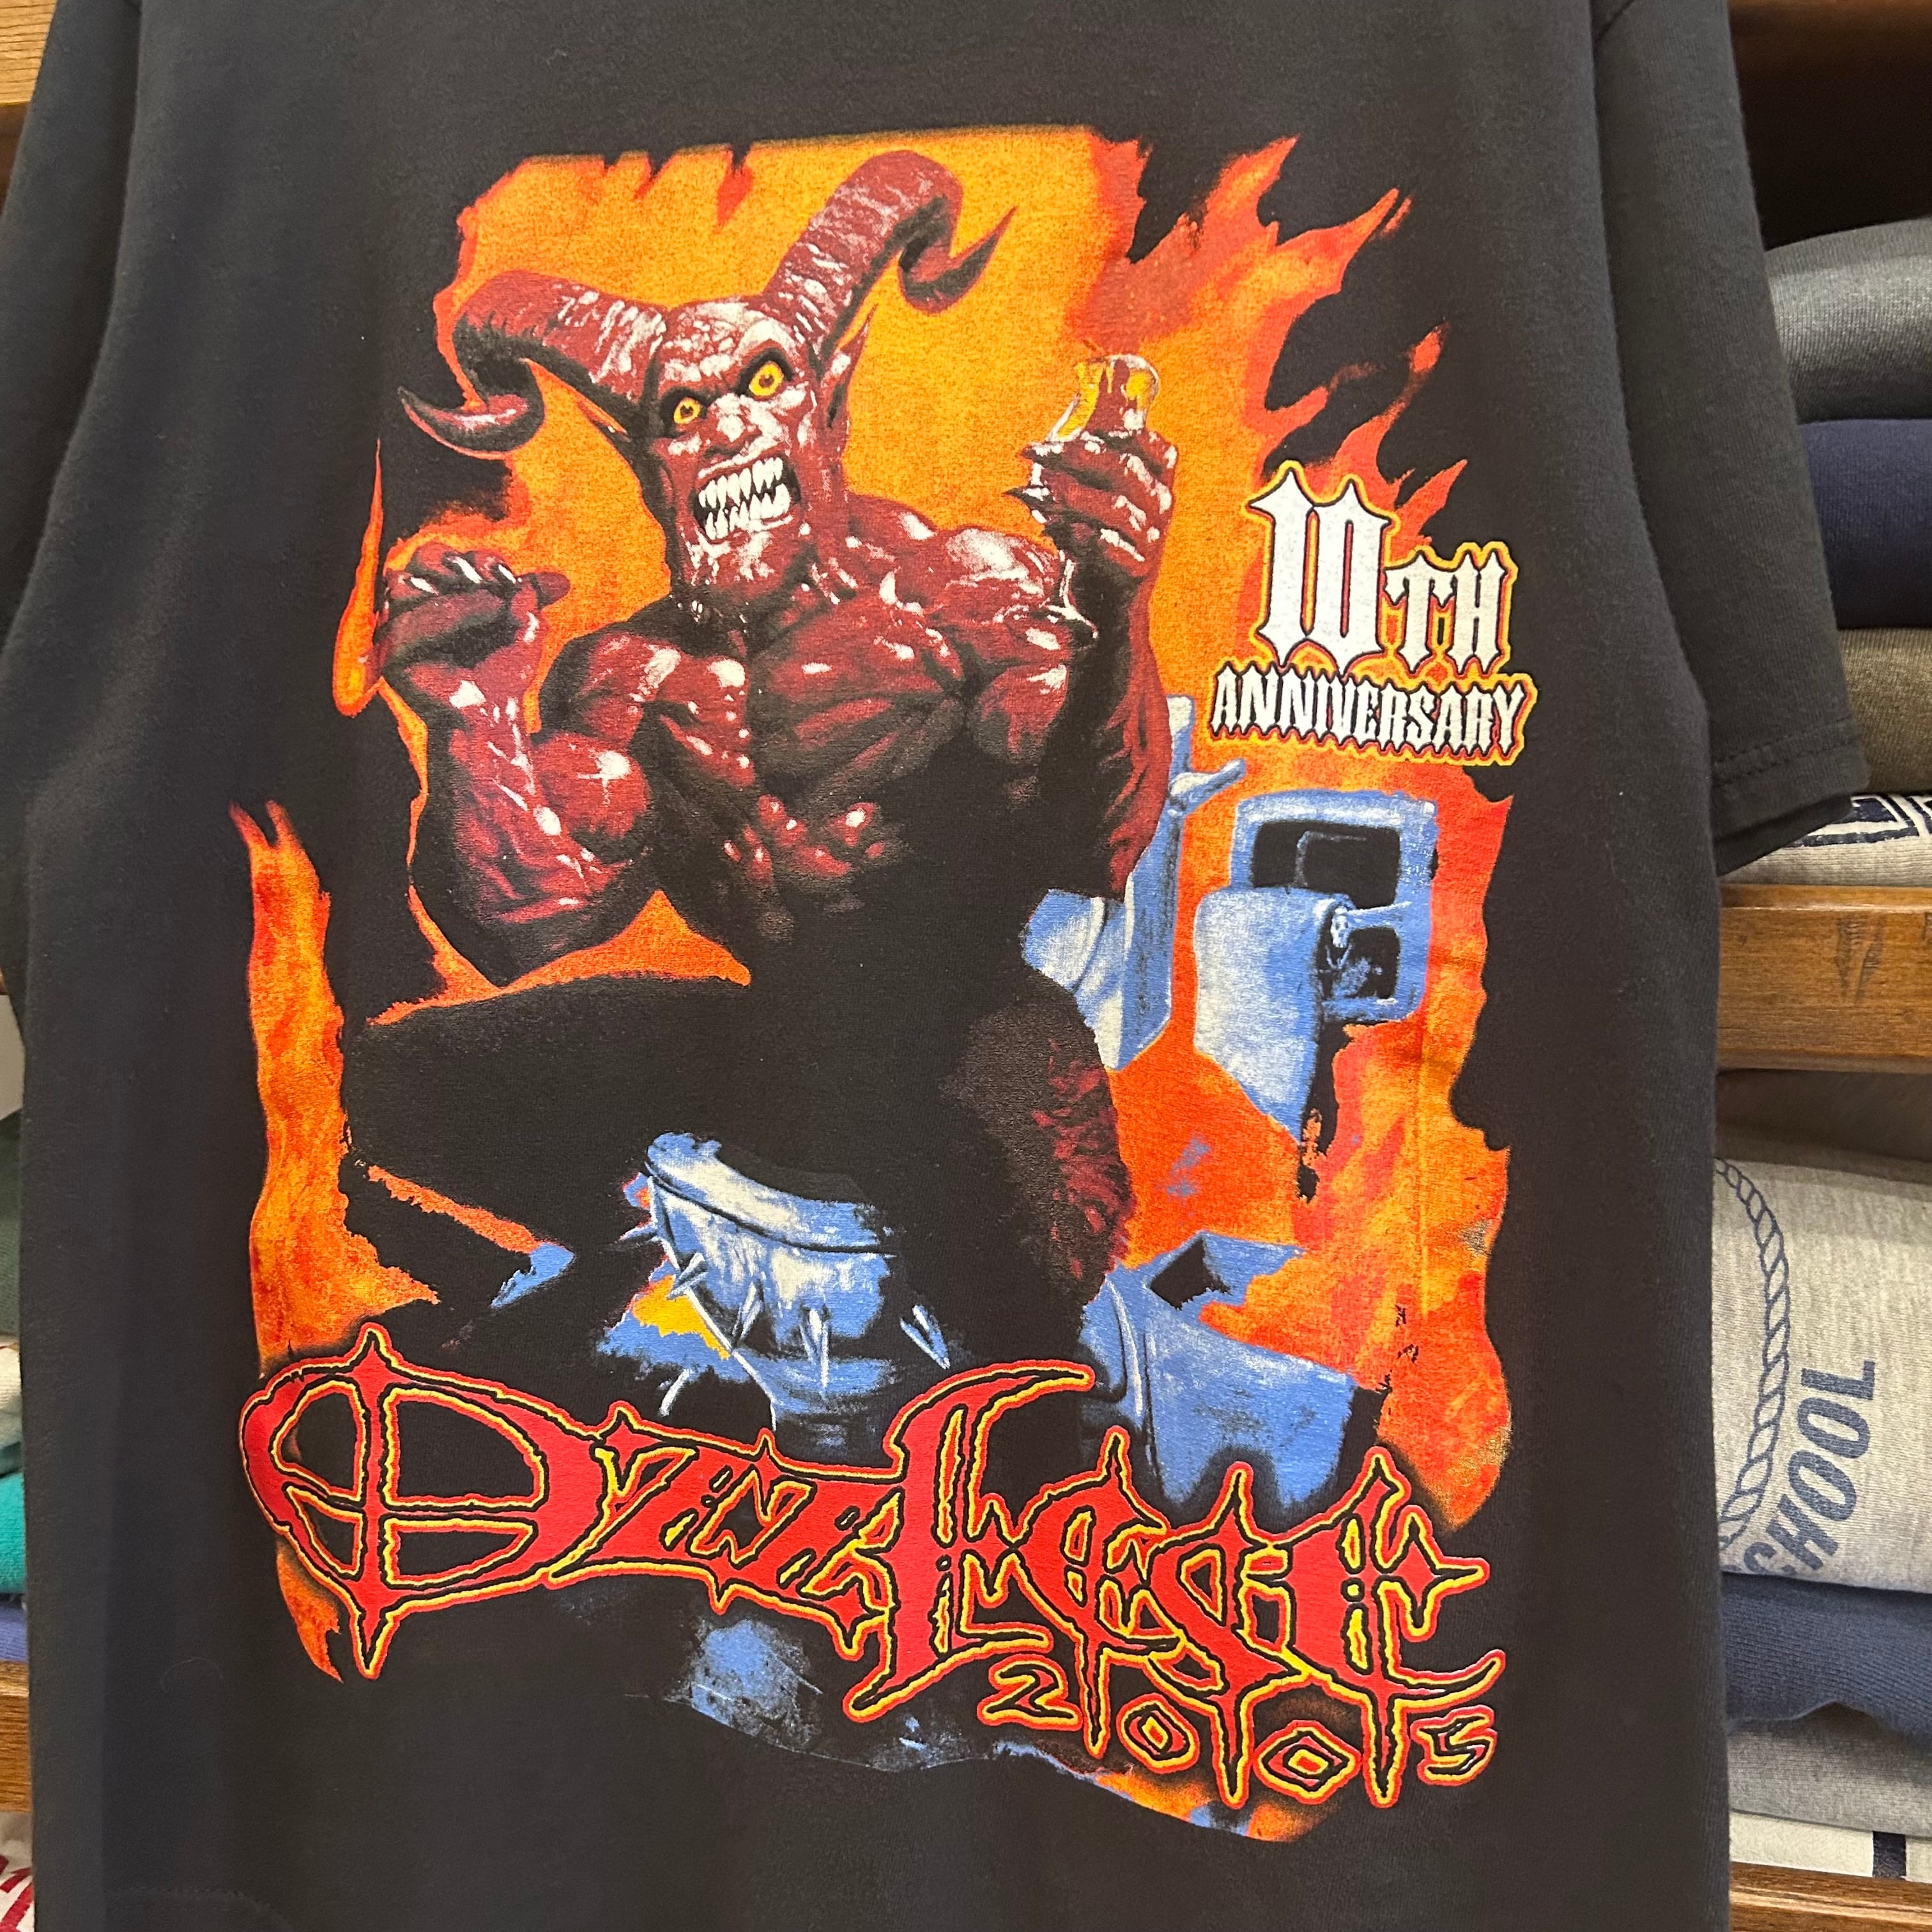 10TH
ANNIVERSARY
Ozzfest
2005
SCHOOL